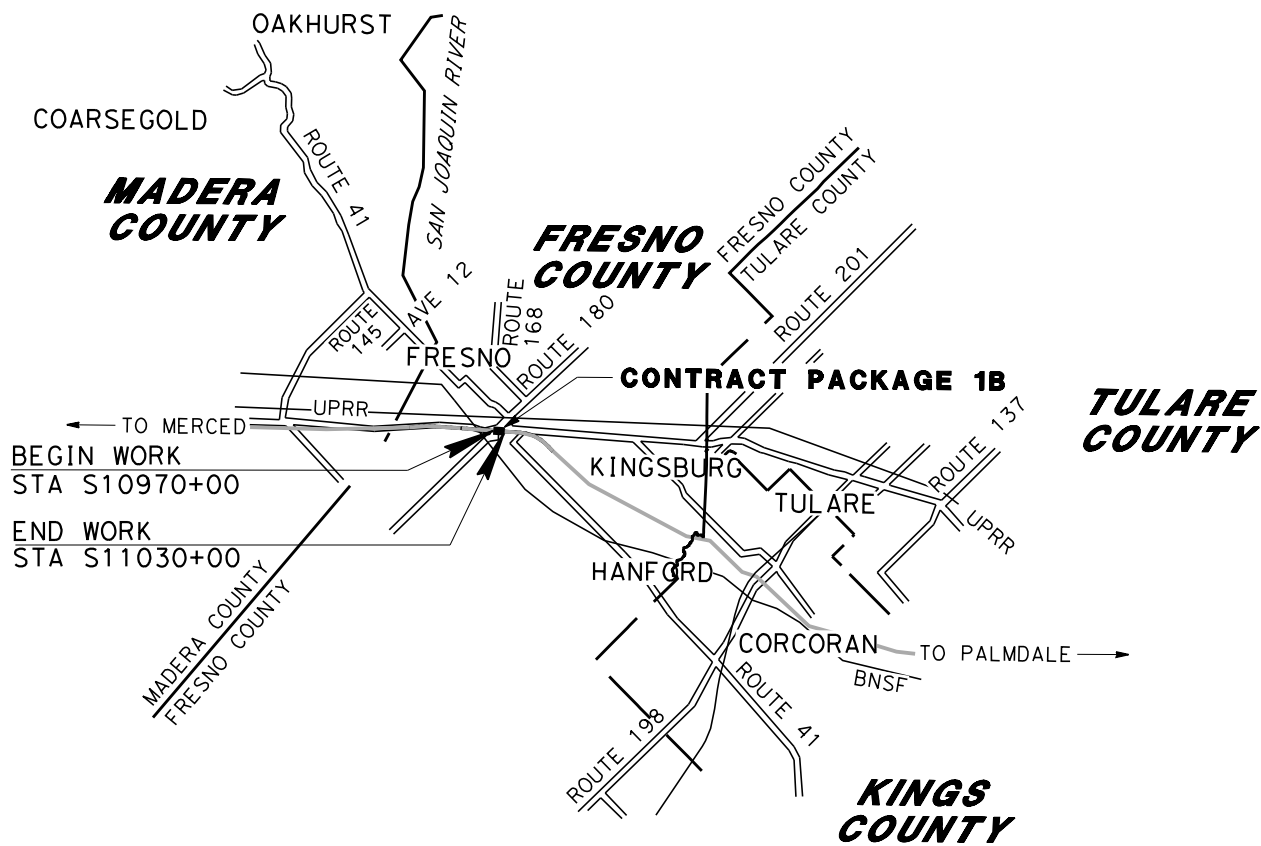 OAKHURST
SAN JOAQUIN RIVER
COARSEGOLD
ROUTE 41
MADERA
COUNTY
FRESNO COUNTY
TULARE COUNTY
FRESNO
COUNTY
ROUTE 201
AVE 12
ROUTE
168
ROUTE 180
ROUTE
145
FRESNO
CONTRACT PACKAGE 1B
UPRR
TO MERCED
TULARE
COUNTY
ROUTE 137
BEGIN WORK
STA S10970+00
KINGSBURG
TULARE
UPRR
END WORK
STA S11030+00
HANFORD
MADERA COUNTY
FRESNO COUNTY
CORCORAN
TO PALMDALE
BNSF
ROUTE 41
ROUTE 198
KINGS
COUNTY